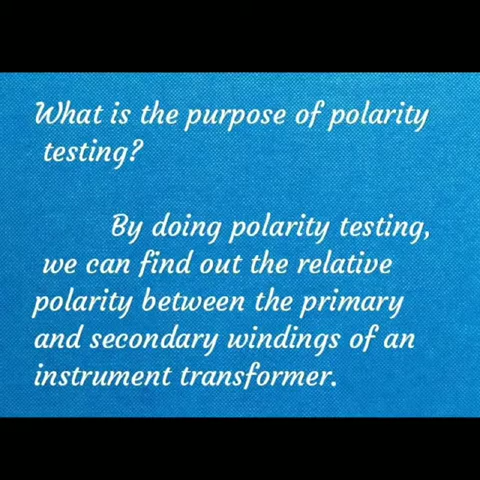 What is the purpose of polarity
testing?
By doing polarity testing,
we can find out the relative
polarity between the primary
and secondary windings of an
instrument transformer.